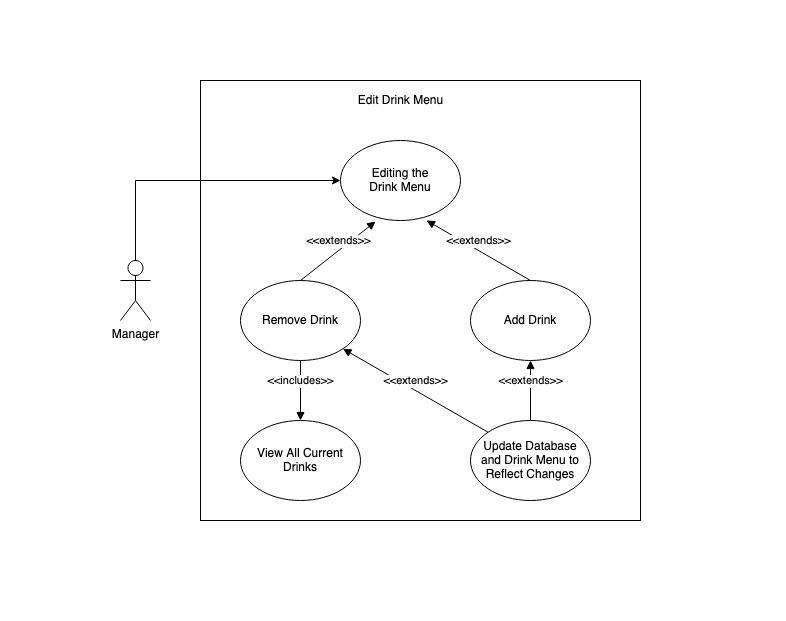 Edit Drink Menu
Editing the
Drink Menu
<<extends>>
<<extends>>
Manager
Remove Drink
Add Drink
<<includes>>
<<extends>>
<<extends>>
View All Current
Drinks
Update Database
and Drink Menu to
Reflect Changes